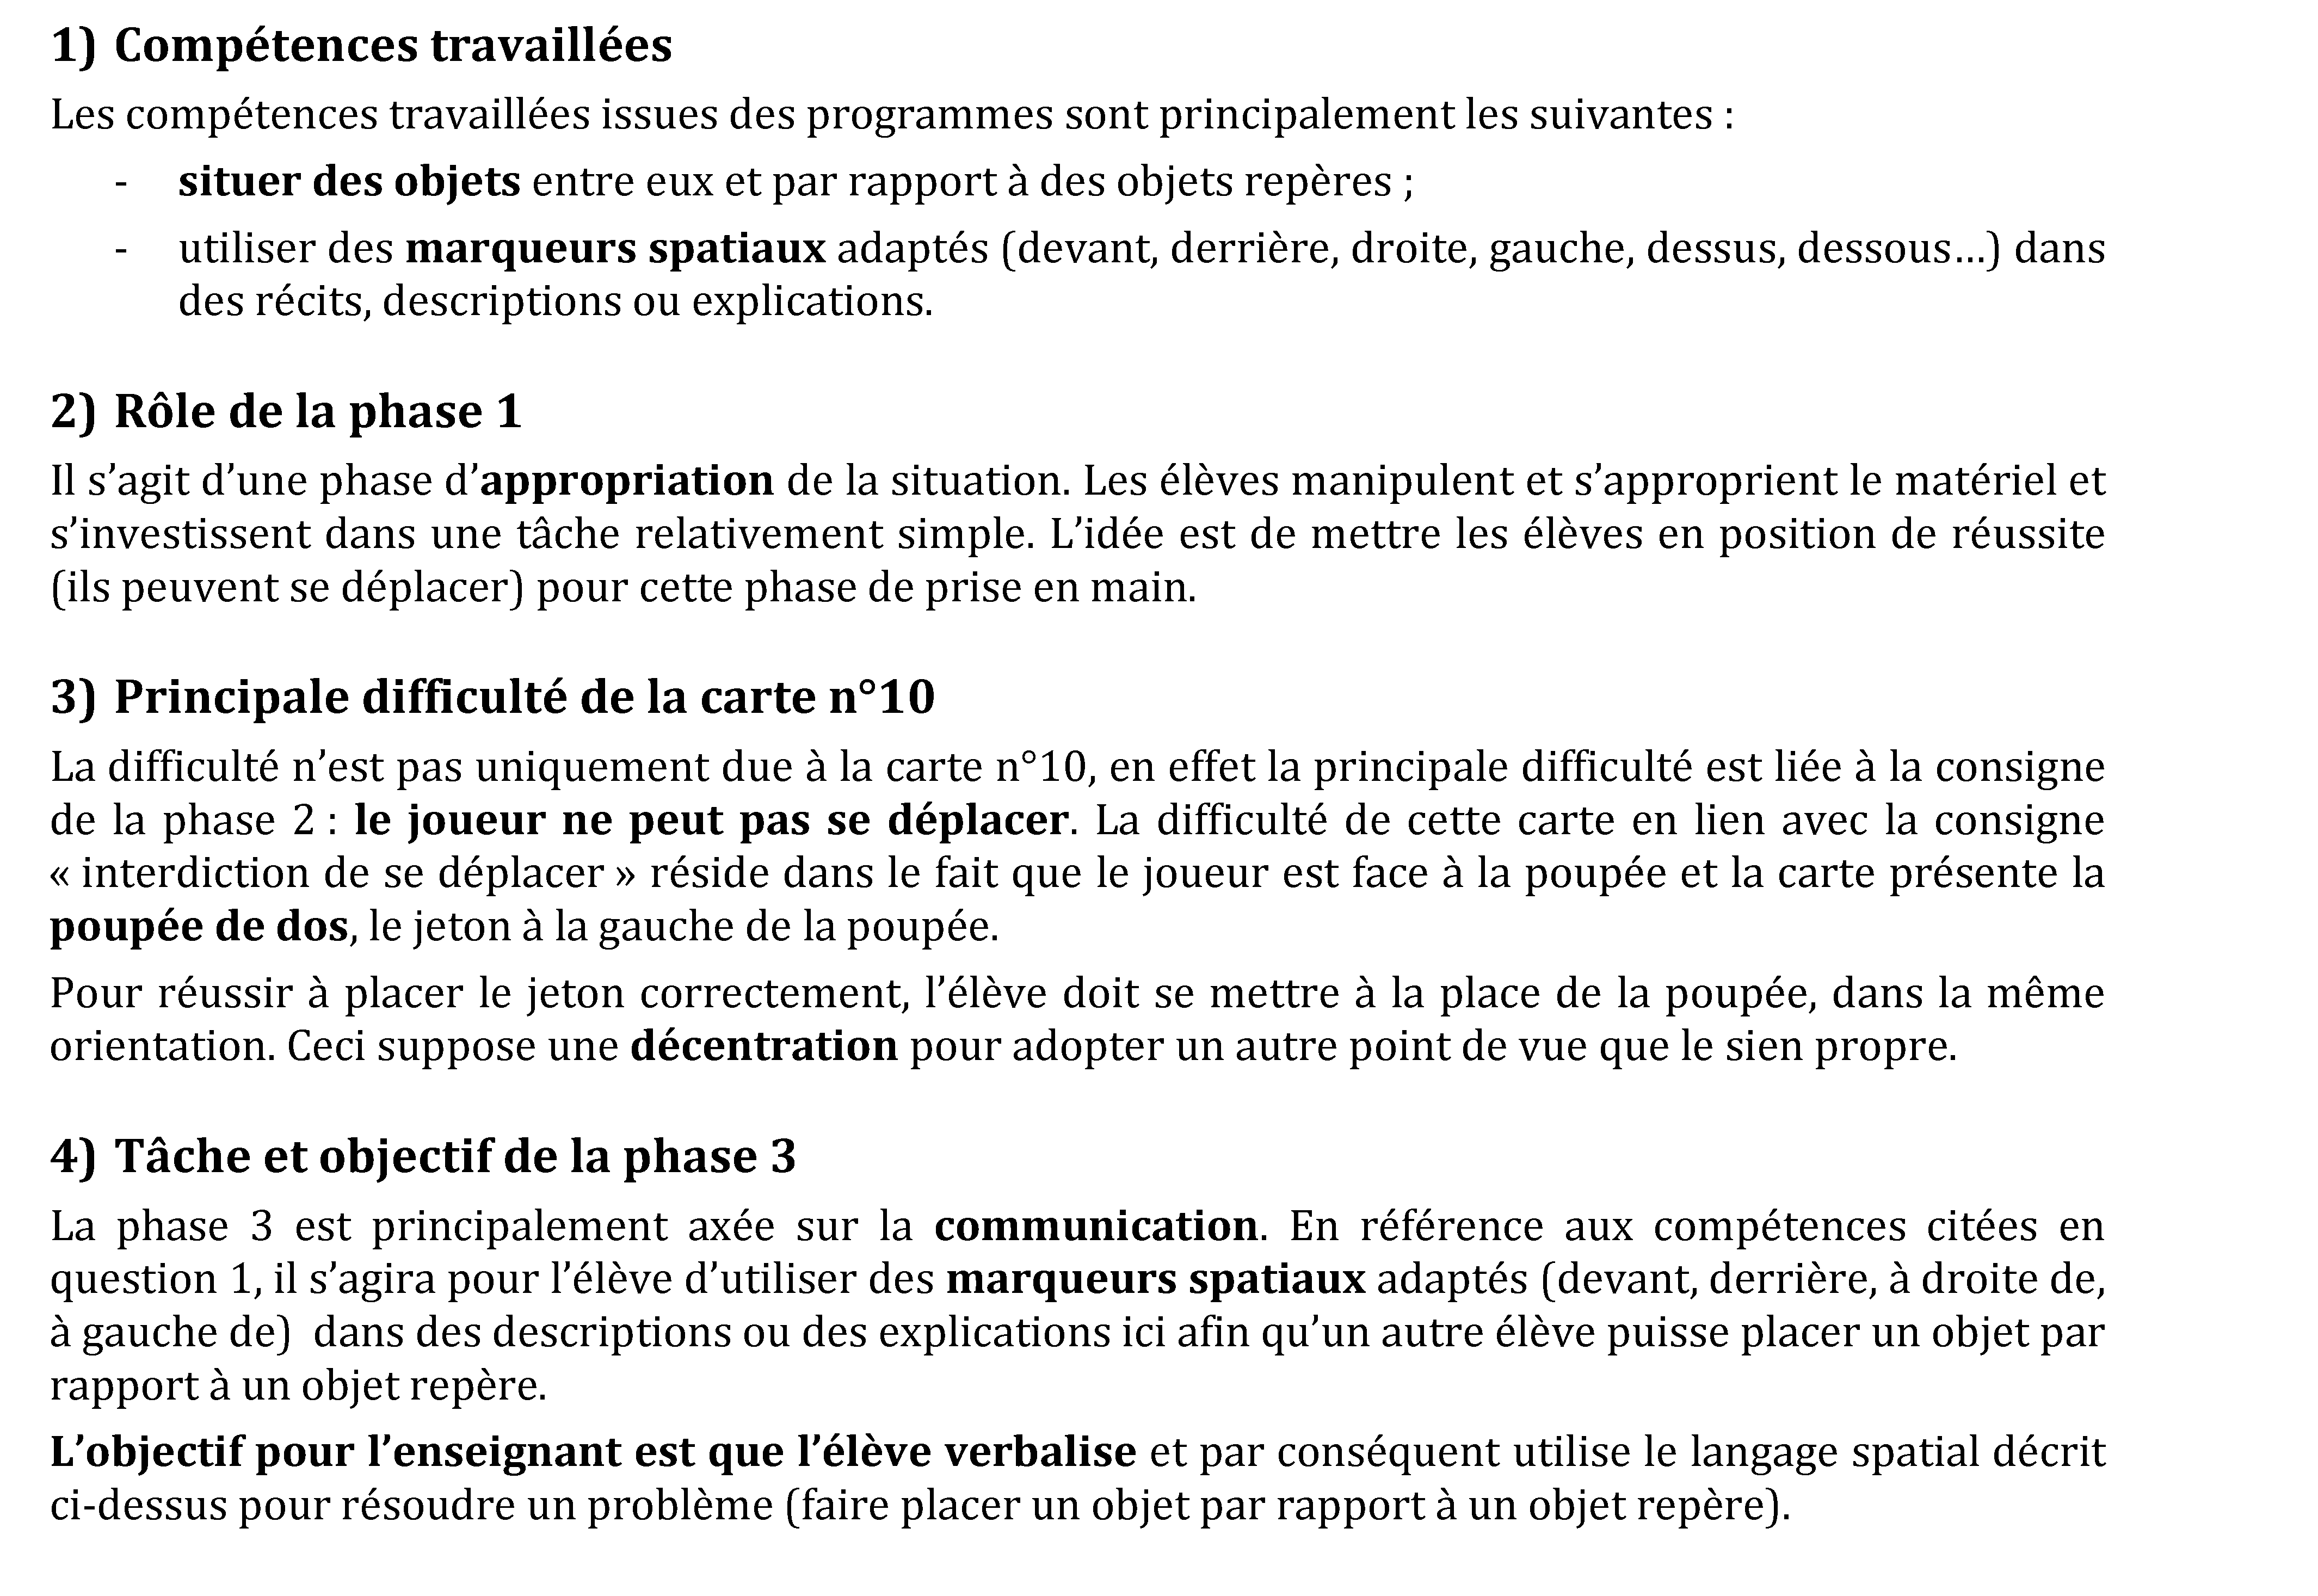 1) Compétences travaillées
Les compétences travaillées issues des programmes sont principalement les suivantes :
- situer des objets entre eux et par rapport à des objets repères ;
- utiliser des marqueurs spatiaux adaptés (devant, derrière, droite, gauche, dessus, dessous…) dans
des récits, descriptions ou explications.
2) Rôle de la phase 1
Il s’agit d’une phase d’appropriation de la situation. Les élèves manipulent et s’approprient le matériel et
s’investissent dans une tâche relativement simple. L’idée est de mettre les élèves en position de réussite
(ils peuvent se déplacer) pour cette phase de prise en main.
3) Principale difficulté de la carte n°10
La difficulté n’est pas uniquement due à la carte n°10, en effet la principale difficulté est liée à la consigne
de la phase 2 : le joueur ne peut pas se déplacer. La difficulté de cette carte en lien avec la consigne
« interdiction de se déplacer » réside dans le fait que le joueur est face à la poupée et la carte présente la
poupée de dos, le jeton à la gauche de la poupée.
Pour réussir à placer le jeton correctement, l’élève doit se mettre à la place de la poupée, dans la même
orientation. Ceci suppose une décentration pour adopter un autre point de vue que le sien propre.
4) Tâche et objectif de la phase 3
La phase 3 est principalement axée sur la communication. En référence aux compétences citées en
question 1, il s’agira pour l’élève d’utiliser des marqueurs spatiaux adaptés (devant, derrière, à droite de,
à gauche de) dans des descriptions ou des explications ici afin qu’un autre élève puisse placer un objet par
rapport à un objet repère.
L’objectif pour l’enseignant est que l’élève verbalise et par conséquent utilise le langage spatial décrit
ci-dessus pour résoudre un problème (faire placer un objet par rapport à un objet repère).